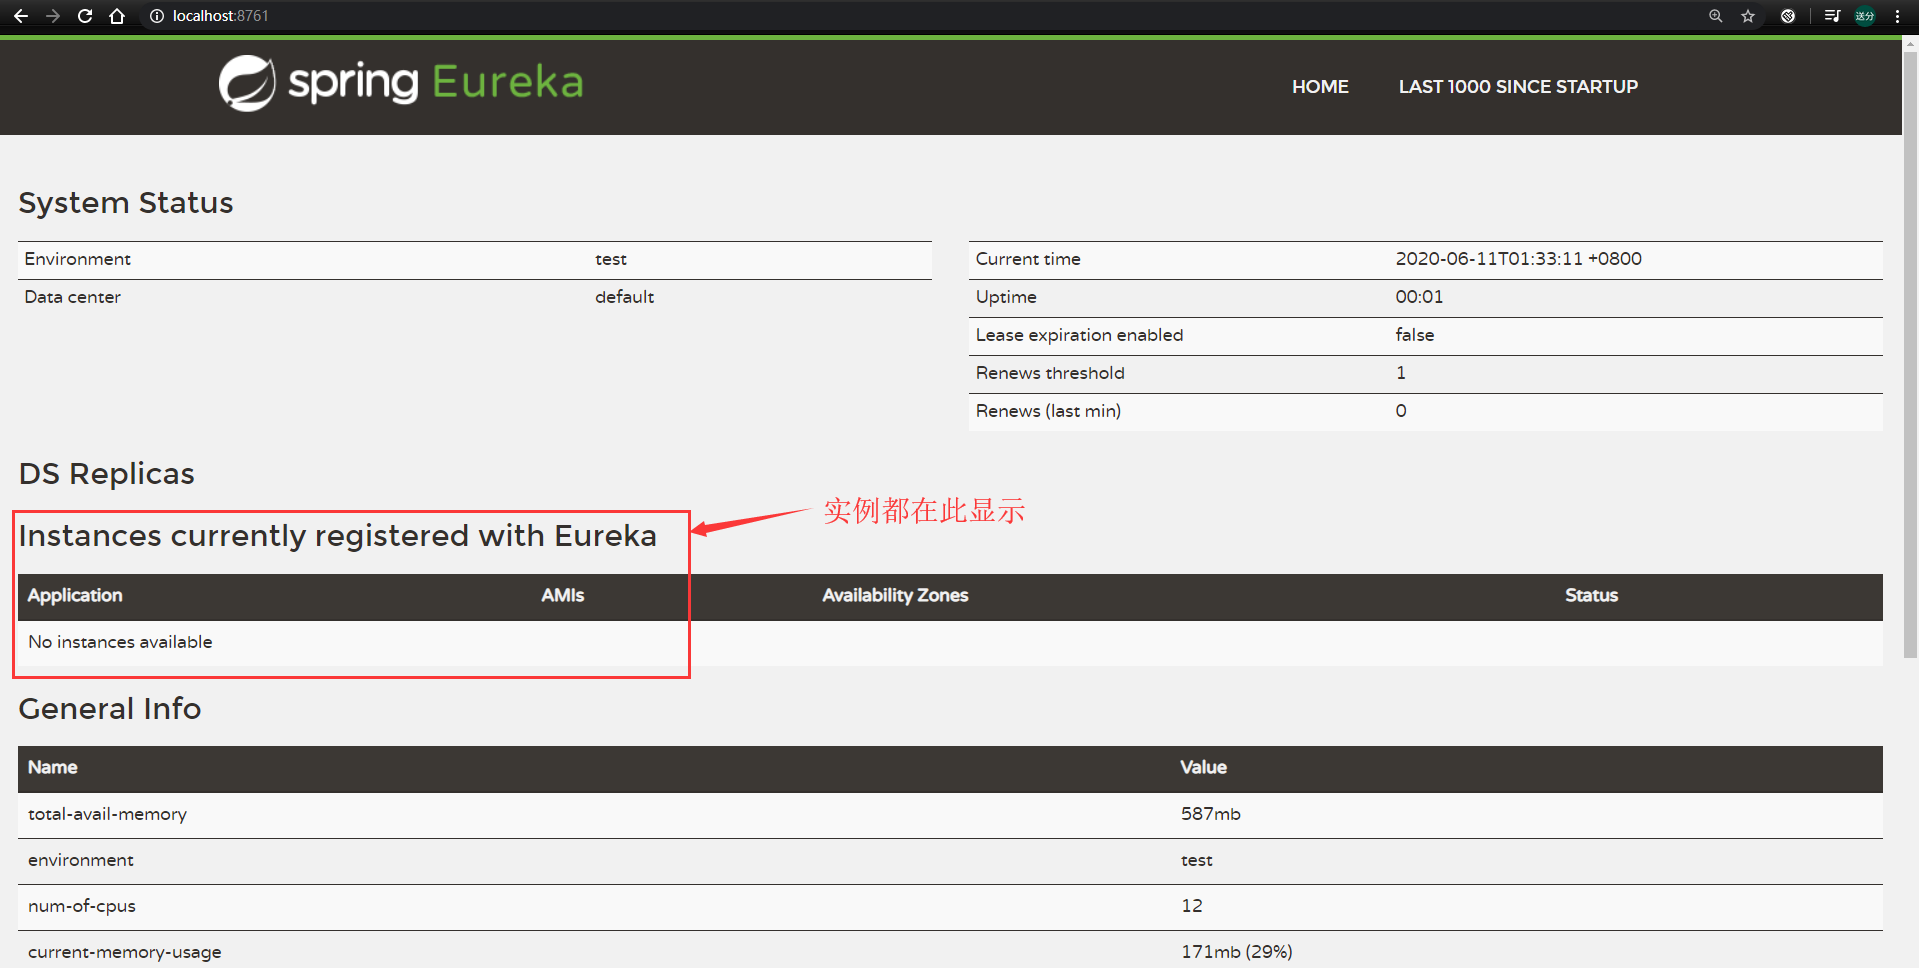 localhost:8761
送分
spring Eureka
HOME LAST 1000 SINCE STARTUP
System Status
Environment test
Data center default
Current time 2020-06-11T01:33:11 +0800
Uptime 00:01
Lease expiration enabled false
Renews threshold 1
Renews (last min) 0
DS Replicas
实例都在此显示
Instances currently registered with Eureka
Application AMIs Availability Zones Status
No instances available
General Info
Name Value
total-avail-memory 587mb
environment test
num-of-cpus 12
current-memory-usage 171mb (29%)